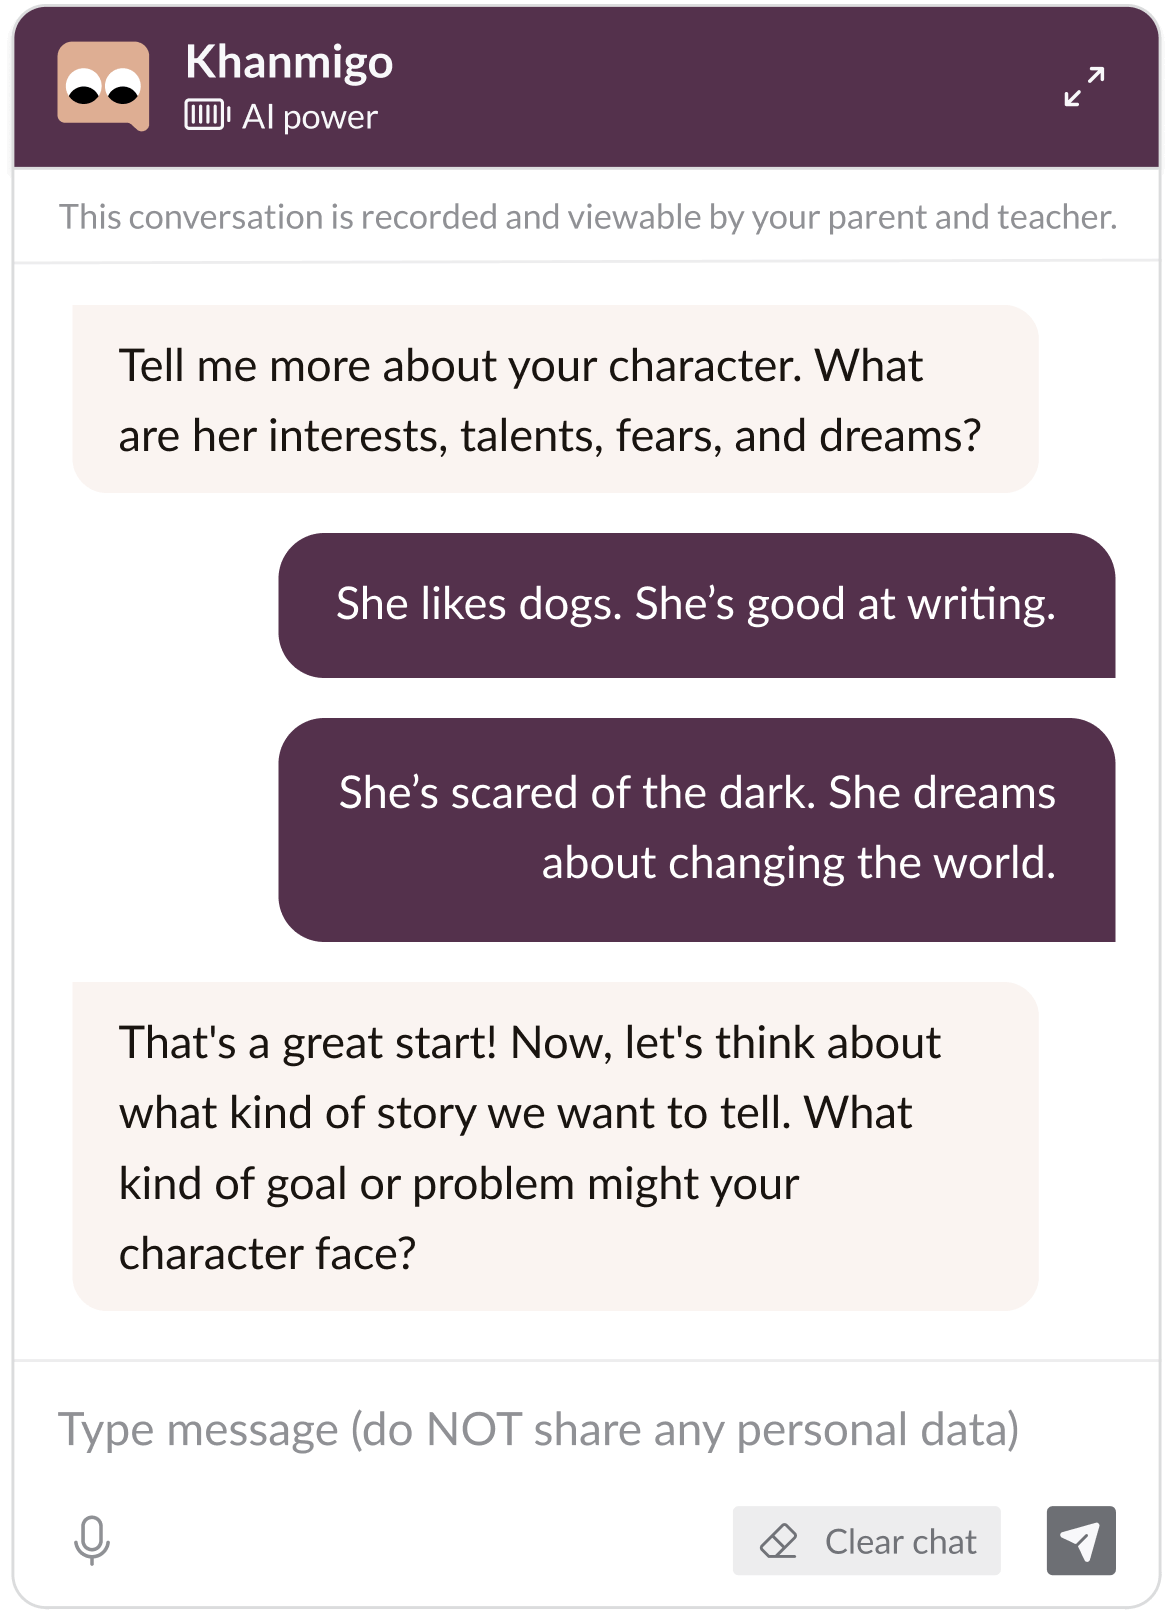 Khanmigo
AI power
This conversation is recorded and viewable by your parent and teacher.
Tell me more about your character. What
are her interests, talents, fears, and dreams?
She likes dogs. She’s good at writing.
She’s scared of the dark. She dreams
about changing the world.
That's a great start! Now, let's think about
what kind of story we want to tell. What
kind of goal or problem might your
character face?
Type message (do NOT share any personal data)
Clear chat